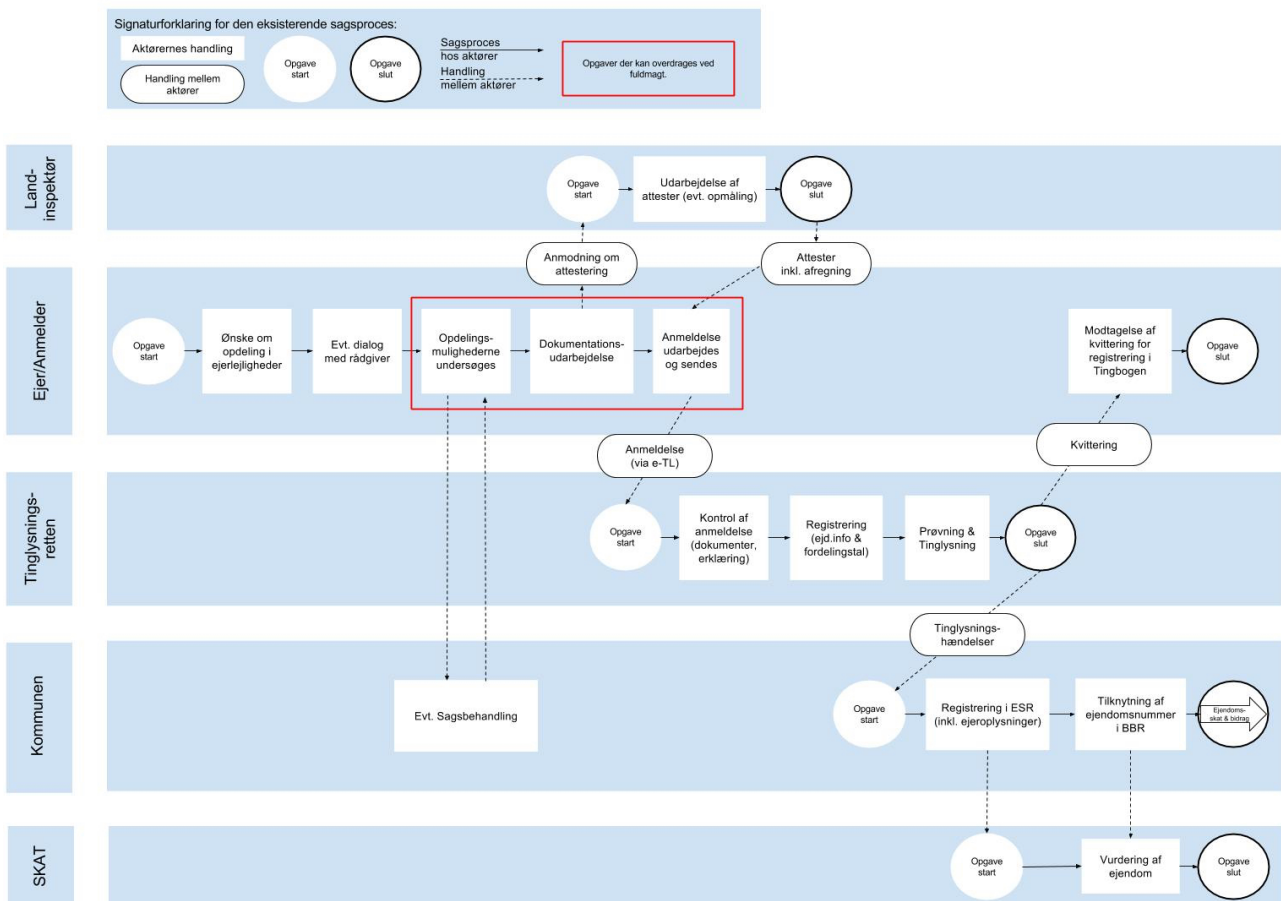 Signaturforklaring for den eksisterende sagsproces:
Aktørernes handling
Handling mellem
aktører
Opgave
start
Opgave
slut
Sagsproces
hos aktører
Handling
mellem aktører
Opgaver der kan overdrages ved
fuldmagt.
Land-
inspektør
Opgave
start
Udarbejdelse af
attester (evt. opmåling)
Opgave
slut
Anmodning om
attestering
Attester
inkl. afregning
Ejer/Anmelder
Opgave
start
Ønske om
opdeling i
ejerlejligheder
Evt. dialog
med rådgiver
Opdelings-
mulighederne
undersøges
Dokumentations-
udarbejdelse
Anmeldelse
udarbejdes
og sendes
Modtagelse af
kvittering for
registrering i
Tingbogen
Opgave
slut
Anmeldelse
(via e-TL)
Kvittering
Tinglysnings-
retten
Opgave
start
Kontrol af
anmeldelse
(dokumenter,
erklæring)
Registrering
(ejd.info &
fordelingstal)
Prøvning &
Tinglysning
Opgave
slut
Tinglysnings-
hændelser
Kommunen
Evt. Sagsbehandling
Opgave
start
Registrering i ESR
(inkl. ejeroplysninger)
Tilknytning af
ejendomsnummer
i BBR
Ejendoms-
skat & bidrag
SKAT
Opgave
start
Vurdering af
ejendom
Opgave
slut